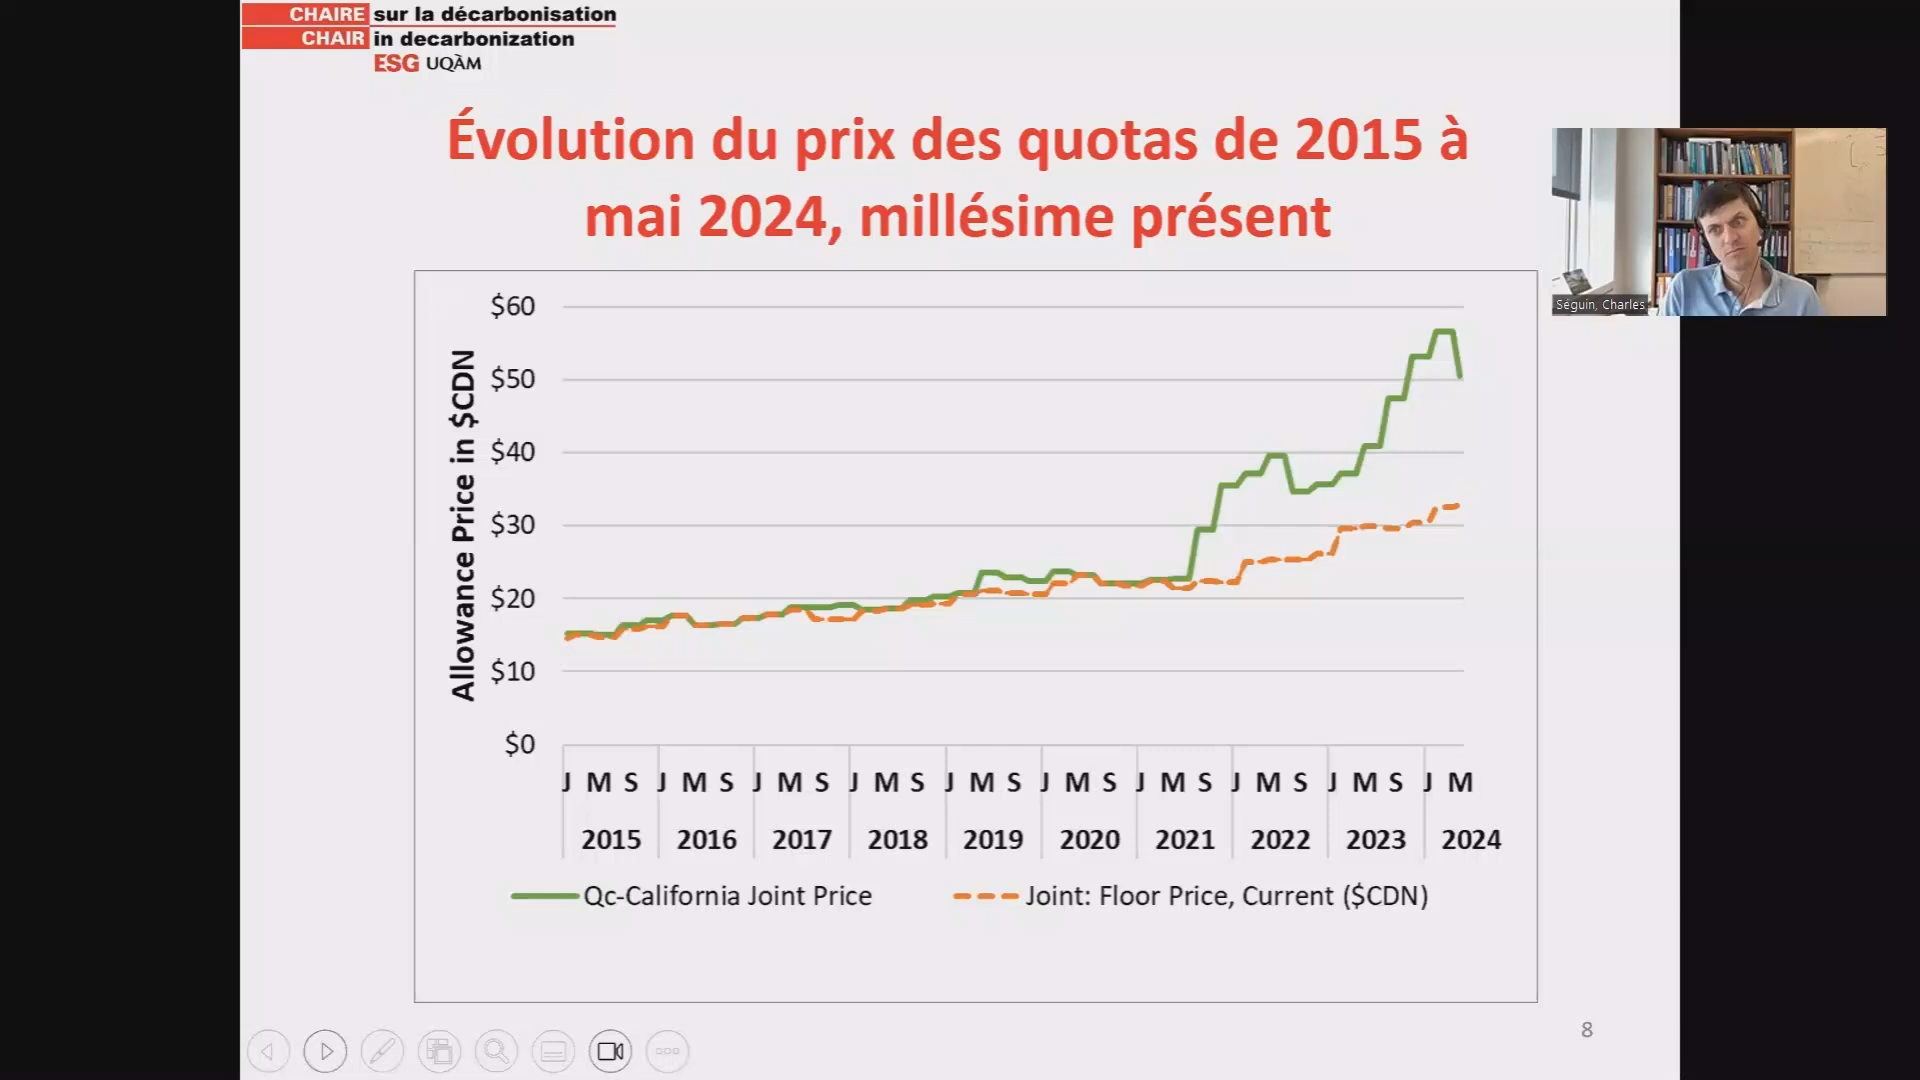 CHAIRE sur la décarbonisation
CHAIR in decarbonization
ESG UQÀM
Évolution du prix des quotas de 2015 à
mai 2024, millésime présent
Séguin, Charles
Allowance Price in $CDN
$60
$50
$40
$30
$20
$10
$0
J M S J M S J M S J M S J M S J M S J M S J M S J M S J M
2015 2016 2017 2018 2019 2020 2021 2022 2023 2024
Qc-California Joint Price Joint: Floor Price, Current ($CDN)
8